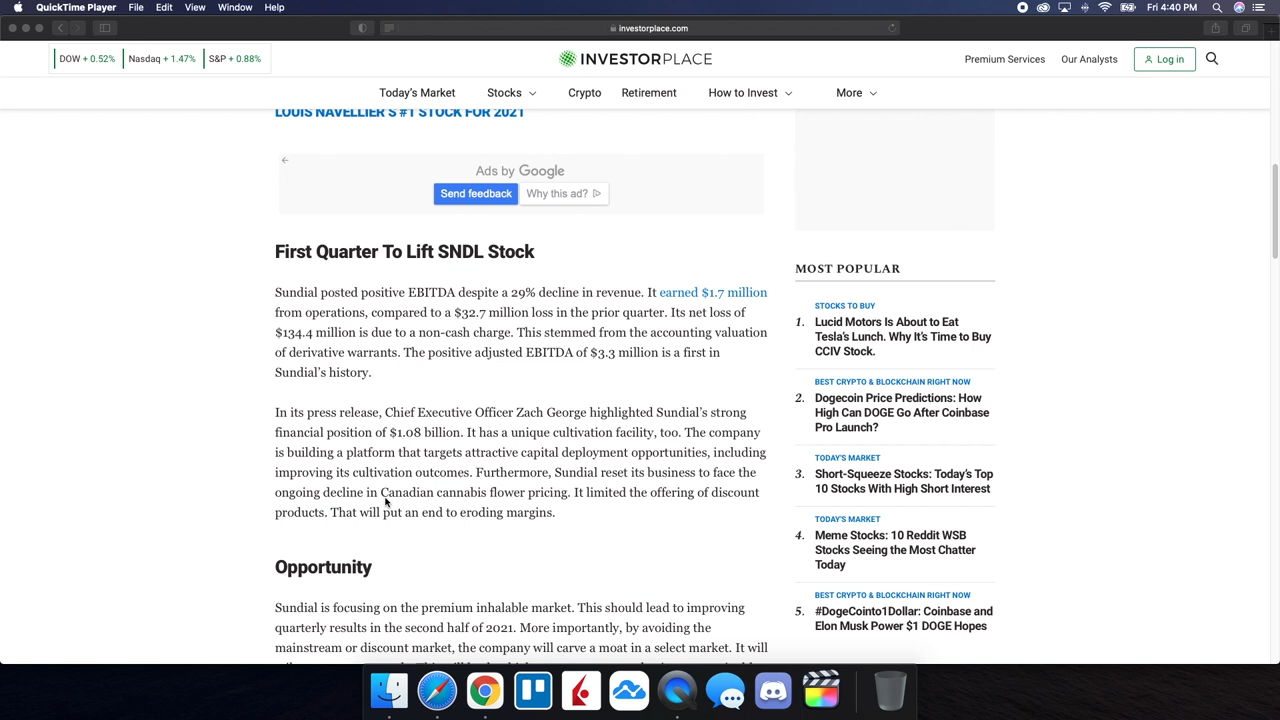 QuickTime Player File Edit View Window Help Fri 4:40 PM
investorplace.com
DOW + 0.52% Nasdaq + 1.47% S&P + 0.88%
INVESTORPLACE
Premium Services Our Analysts Log in
Today's Market Stocks Crypto Retirement How to Invest More
LOUIS NAVELLIER'S #1 STOCK FOR 2021
Ads by Google
Send feedback Why this ad?
First Quarter To Lift SNDL Stock
Sundial posted positive EBITDA despite a 29% decline in revenue. It earned $1.7 million
from operations, compared to a $32.7 million loss in the prior quarter. Its net loss of
$134.4 million is due to a non-cash charge. This stemmed from the accounting valuation
of derivative warrants. The positive adjusted EBITDA of $3.3 million is a first in
Sundial's history.
In its press release, Chief Executive Officer Zach George highlighted Sundial's strong
financial position of $1.08 billion. It has a unique cultivation facility, too. The company
is building a platform that targets attractive capital deployment opportunities, including
improving its cultivation outcomes. Furthermore, Sundial reset its business to face the
ongoing decline in Canadian cannabis flower pricing. It limited the offering of discount
products. That will put an end to eroding margins.
Opportunity
Sundial is focusing on the premium inhalable market. This should lead to improving
quarterly results in the second half of 2021. More importantly, by avoiding the
mainstream or discount market, the company will carve a moat in a select market. It will
MOST POPULAR
STOCKS TO BUY
1. Lucid Motors Is About to Eat
Tesla's Lunch. Why It's Time to Buy
CCIV Stock.
BEST CRYPTO & BLOCKCHAIN RIGHT NOW
2. Dogecoin Price Predictions: How
High Can DOGE Go After Coinbase
Pro Launch?
TODAY'S MARKET
3. Short-Squeeze Stocks: Today's Top
10 Stocks With High Short Interest
TODAY'S MARKET
4. Meme Stocks: 10 Reddit WSB
Stocks Seeing the Most Chatter
Today
BEST CRYPTO & BLOCKCHAIN RIGHT NOW
5. #DogeCointo1Dollar: Coinbase and
Elon Musk Power $1 DOGE Hopes